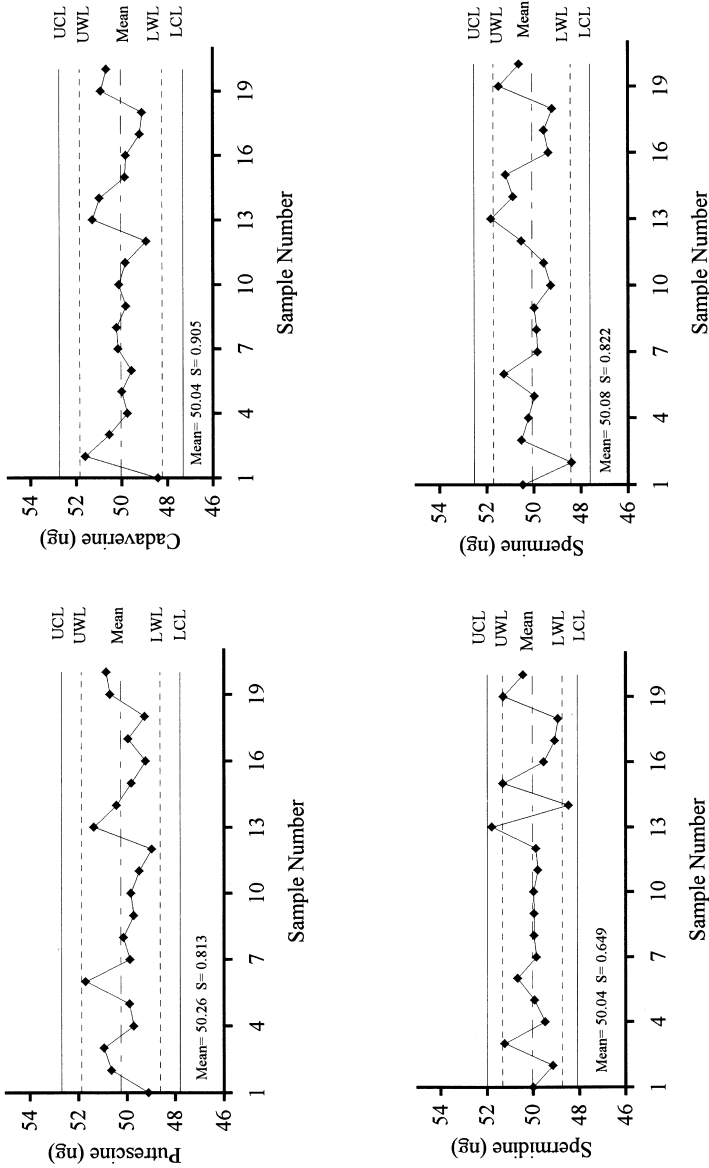 Putrescine (ng)
54
52
50
48
46
UCL
UWL
Mean
LWL
LCL
Mean= 50.26 S= 0.813
1 4 7 10 13 16 19
Sample Number
Cadaverine (ng)
54
52
50
48
46
UCL
UWL
Mean
LWL
LCL
Mean= 50.04 S= 0.905
1 4 7 10 13 16 19
Sample Number
Spermidine (ng)
54
52
50
48
46
UCL
UWL
Mean
LWL
LCL
Mean= 50.04 S= 0.649
1 4 7 10 13 16 19
Sample Number
Spermine (ng)
54
52
50
48
46
UCL
UWL
Mean
LWL
LCL
Mean= 50.08 S= 0.822
1 4 7 10 13 16 19
Sample Number